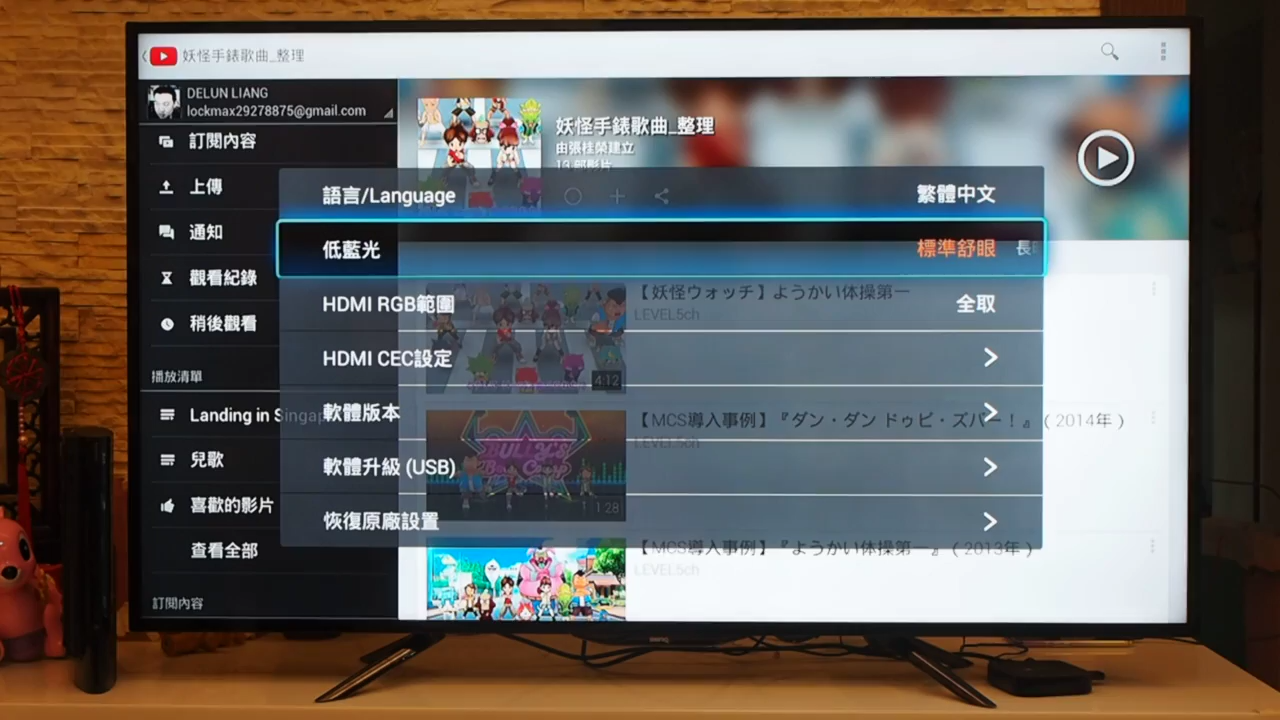 妖怪手錶歌曲_整理
DELUN LIANG
lockmax29278875@gmail.com
訂閱內容
上傳
通知
觀看紀錄
稍後觀看
播放清單
Landing in Singap
兒歌
喜歡的影片
查看全部
訂閱內容
妖怪手錶歌曲_整理
由張桂榮建立
13 部影片
語言/Language 繁體中文
低藍光 標準舒眼
HDMI RGB範圍 全取
HDMI CEC設定
軟體版本
軟體升級 (USB)
恢復原廠設置
【妖怪ウォッチ】ようかい体操第一
LEVEL5ch
4:12
【MCS導入事例】『ダン・ダン ドゥビ・ズバー！』（2014年）
LEVEL5ch
1:28
【MCS導入事例】『ようかい体操第一』（2013年）
LEVEL5ch
BenQ